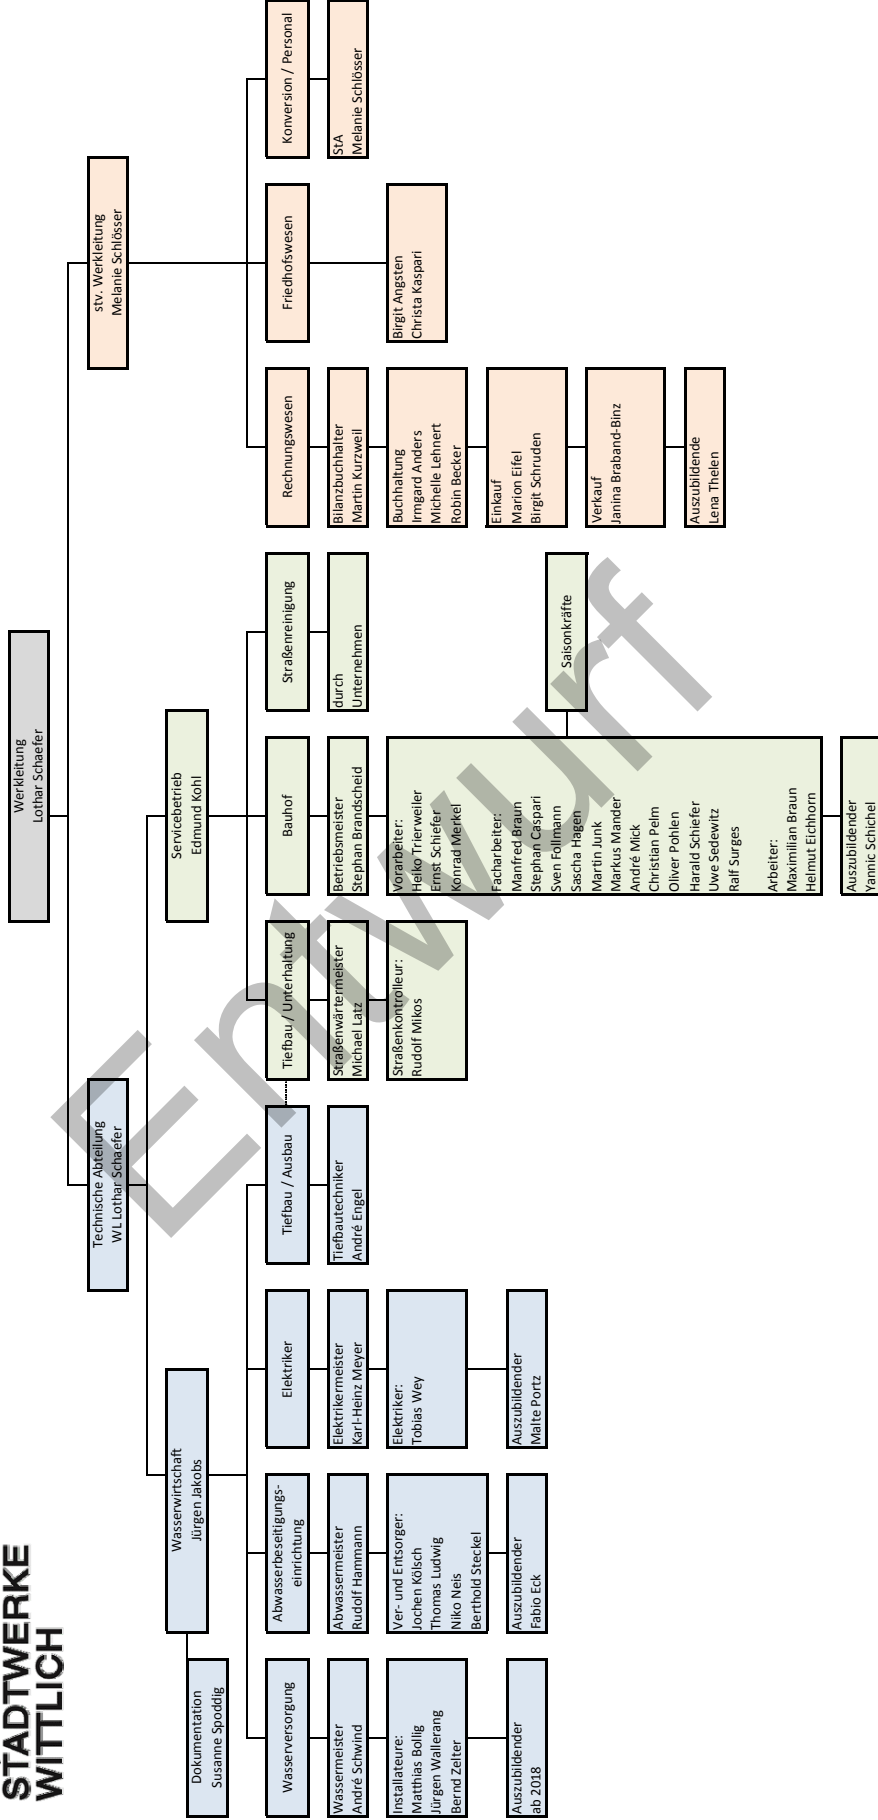 STADTWERKE
WITTLICH
Werkleitung
Lothar Schaefer
Technische Abteilung
WL Lothar Schaefer
stv. Werkleitung
Melanie Schlösser
Wasserwirtschaft
Jürgen Jakobs
Servicebetrieb
Edmund Kohl
Dokumentation
Susanne Spoddig
Wasserversorgung
Wassermeister
André Schwind
Installateure:
Matthias Bollig
Jürgen Wallerang
Bernd Zelter
Auszubildender
ab 2018
Abwasserbeseitigungs-
einrichtung
Abwassermeister
Rudolf Hammann
Ver- und Entsorger:
Jochen Kölsch
Thomas Ludwig
Niko Neis
Berthold Steckel
Auszubildender
Fabio Eck
Elektriker
Elektrikermeister
Karl-Heinz Meyer
Elektriker:
Tobias Wey
Auszubildender
Malte Portz
Tiefbau / Ausbau
Tiefbautechniker
André Engel
Tiefbau / Unterhaltung
Straßenwärtermeister
Michael Latz
Straßenkontrolleur:
Rudolf Mikos
Bauhof
Betriebsmeister
Stephan Brandscheid
Vorarbeiter:
Heiko Trierweiler
Ernst Schiefer
Konrad Merkel
Facharbeiter:
Manfred Braun
Stephan Caspari
Sven Follmann
Sascha Hagen
Martin Junk
Markus Mander
André Mick
Christian Pelm
Oliver Pohlen
Harald Schiefer
Uwe Sedewitz
Ralf Surges
Arbeiter:
Maximilian Braun
Helmut Eichhorn
Auszubildender
Yannic Schichel
Saisonkräfte
Straßenreinigung
durch
Unternehmen
Rechnungswesen
Bilanzbuchhalter
Martin Kurzweil
Buchhaltung
Irmgard Anders
Michelle Lehnert
Robin Becker
Einkauf
Marion Eifel
Birgit Schruden
Verkauf
Janina Braband-Binz
Auszubildende
Lena Thelen
Friedhofswesen
Birgit Angsten
Christa Kaspari
Konversion / Personal
StA
Melanie Schlösser
Entwurf